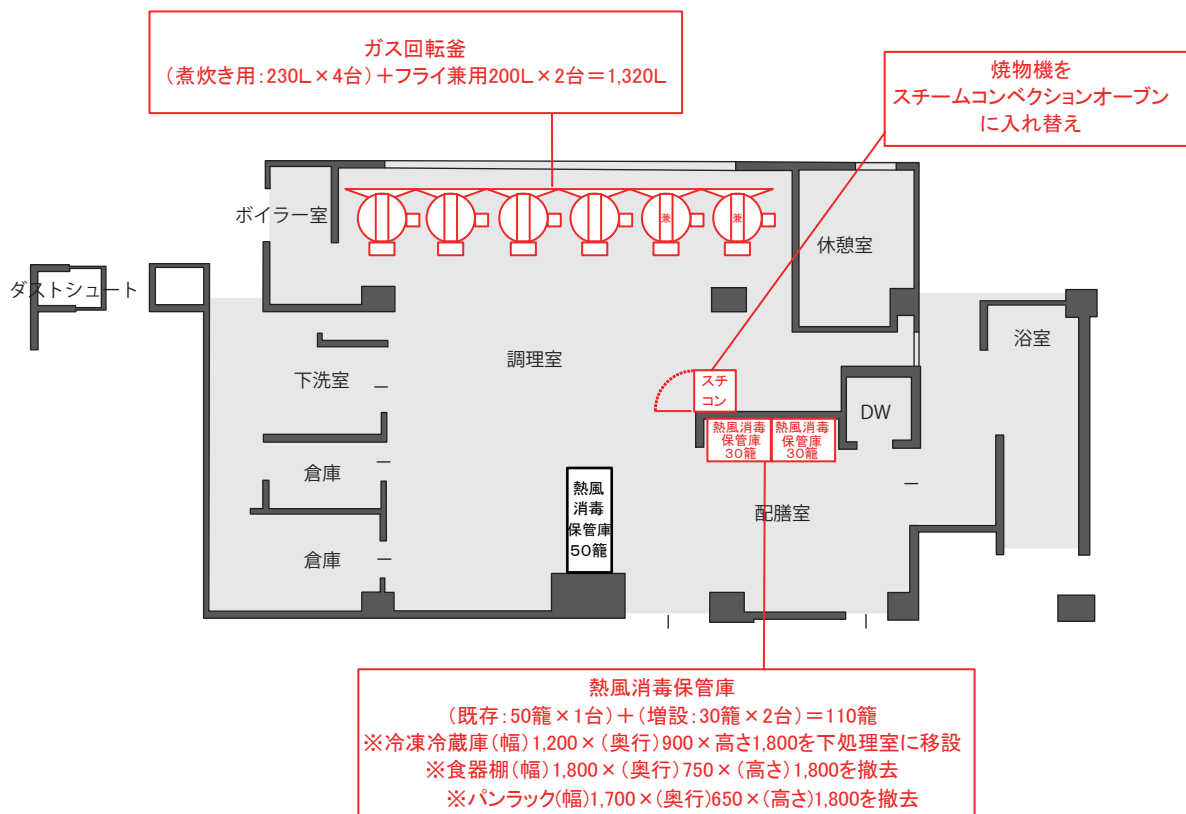 ガス回転釜
(煮炊き用:230L×4台)+フライ兼用200L×2台=1,320L
焼物機を
スチームコンベクションオーブン
に入れ替え
ボイラー室
兼
兼
休憩室
ダストシュート
浴室
調理室
下洗室
スチ
コン
DW
熱風消毒
保管庫
30籠
熱風消毒
保管庫
30籠
倉庫
熱風
消毒
保管庫
50籠
配膳室
倉庫
熱風消毒保管庫
(既存:50籠×1台)+(増設:30籠×2台)=110籠
※冷凍冷蔵庫(幅)1,200×(奥行)900×高さ1,800を下処理室に移設
※食器棚(幅)1,800×(奥行)750×(高さ)1,800を撤去
※パンラック(幅)1,700×(奥行)650×(高さ)1,800を撤去